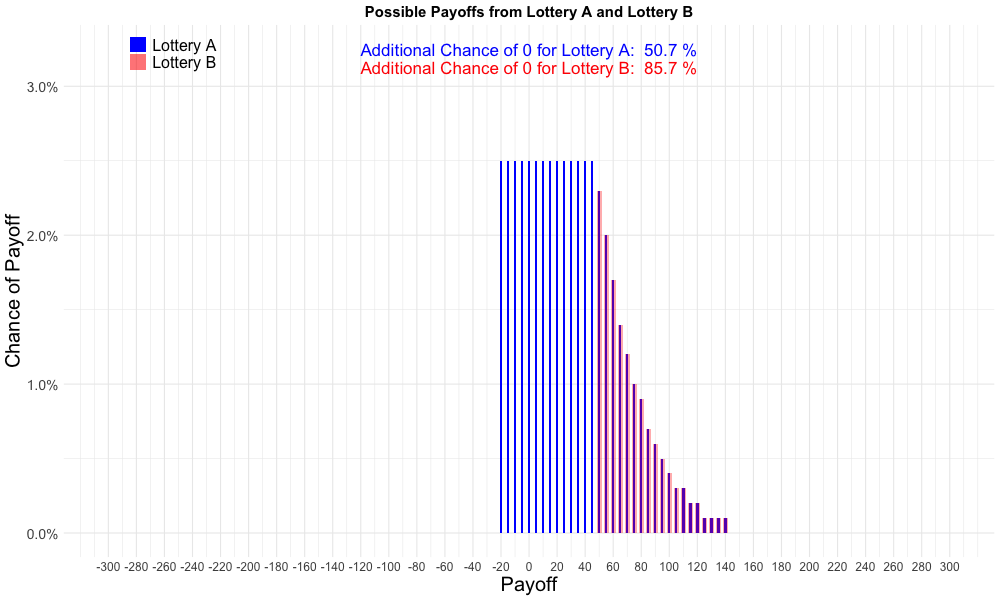 Possible Payoffs from Lottery A and Lottery B
Lottery A
Lottery B
Additional Chance of 0 for Lottery A: 50.7 %
Additional Chance of 0 for Lottery B: 85.7 %
Chance of Payoff
3.0%
2.0%
1.0%
0.0%
-300 -280 -260 -240 -220 -200 -180 -160 -140 -120 -100 -80 -60 -40 -20 0 20 40 60 80 100 120 140 160 180 200 220 240 260 280 300
Payoff